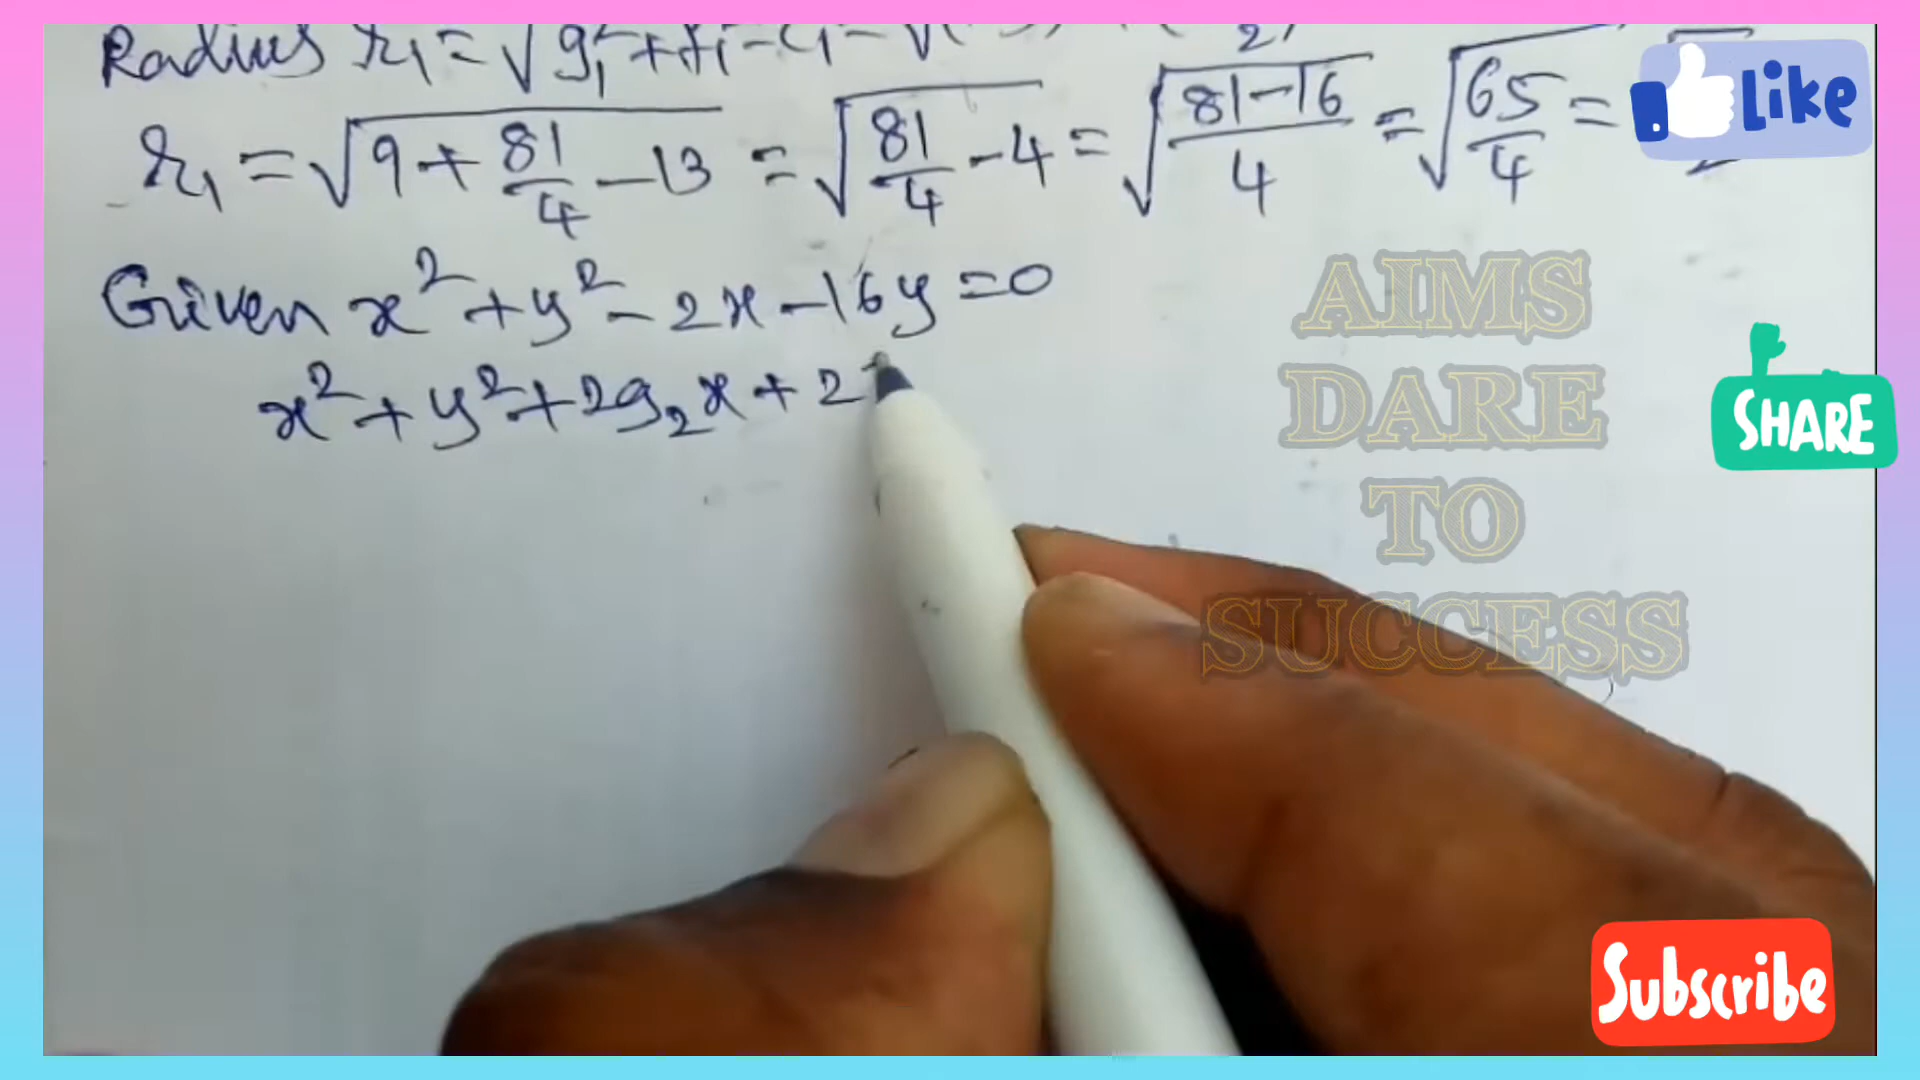 Radius r₁ = √g₁² + f₁² - c₁ =
r₁ = √9 + 81/4 - 13 = √81/4 - 4 = √81-16/4 = √65/4 =
Given x² + y² - 2x - 16y = 0
x² + y² + 2g₂x + 2
Like
AIMS
DARE
TO
SUCCESS
SHARE
Subscribe